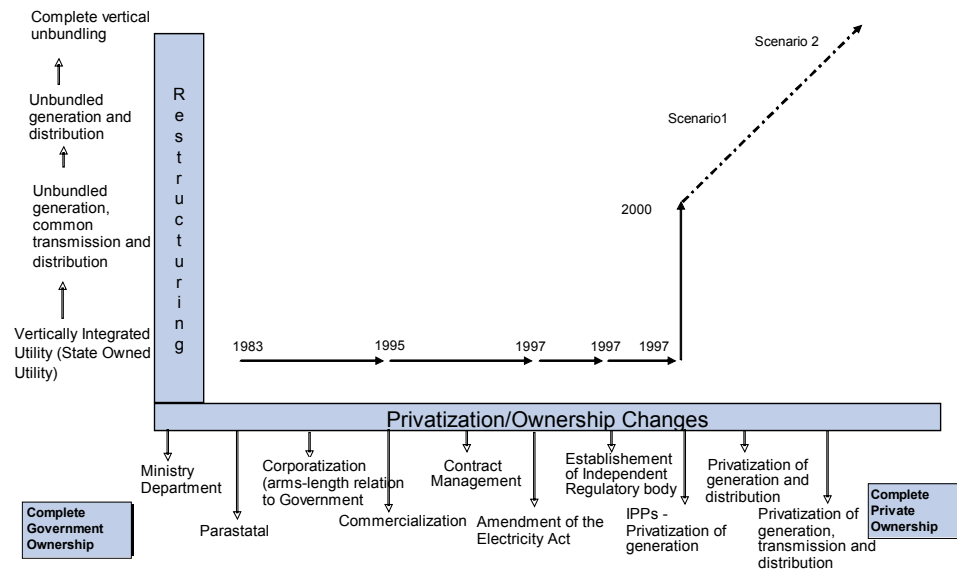 Complete vertical
unbundling
Unbundled
generation and
distribution
Unbundled
generation,
common
transmission and
distribution
Vertically Integrated
Utility (State Owned
Utility)
Restructuring
Scenario 2
Scenario1
2000
1983
1995
1997
1997
1997
Privatization/Ownership Changes
Ministry
Department
Parastatal
Corporatization
(arms-length relation
to Government
Commercialization
Contract
Management
Amendment of the
Electricity Act
Establishement
of Independent
Regulatory body
IPPs -
Privatization of
generation
Privatization of
generation and
distribution
Privatization of
generation,
transmission and
distribution
Complete
Government
Ownership
Complete
Private
Ownership